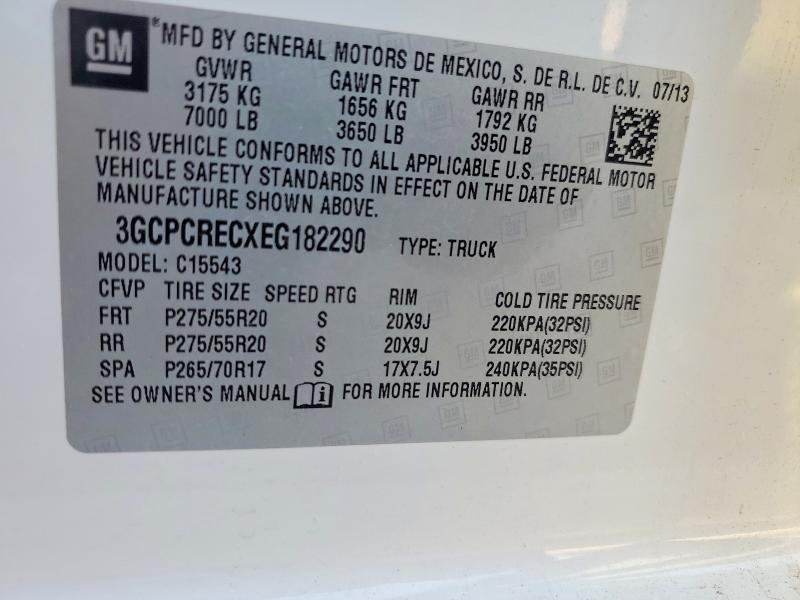 GM
®MFD BY GENERAL MOTORS DE MEXICO, S. DE R.L. DE C.V. 07/13
GVWR GAWR FRT GAWR RR
3175 KG 1656 KG 1792 KG
7000 LB 3650 LB 3950 LB
THIS VEHICLE CONFORMS TO ALL APPLICABLE U.S. FEDERAL MOTOR
VEHICLE SAFETY STANDARDS IN EFFECT ON THE DATE OF
MANUFACTURE SHOWN ABOVE.
3GCPCRECXEG182290 TYPE: TRUCK
MODEL: C15543
CFVP TIRE SIZE SPEED RTG RIM COLD TIRE PRESSURE
FRT P275/55R20 S 20X9J 220KPA(32PSI)
RR P275/55R20 S 20X9J 220KPA(32PSI)
SPA P265/70R17 S 17X7.5J 240KPA(35PSI)
SEE OWNER'S MANUAL i FOR MORE INFORMATION.